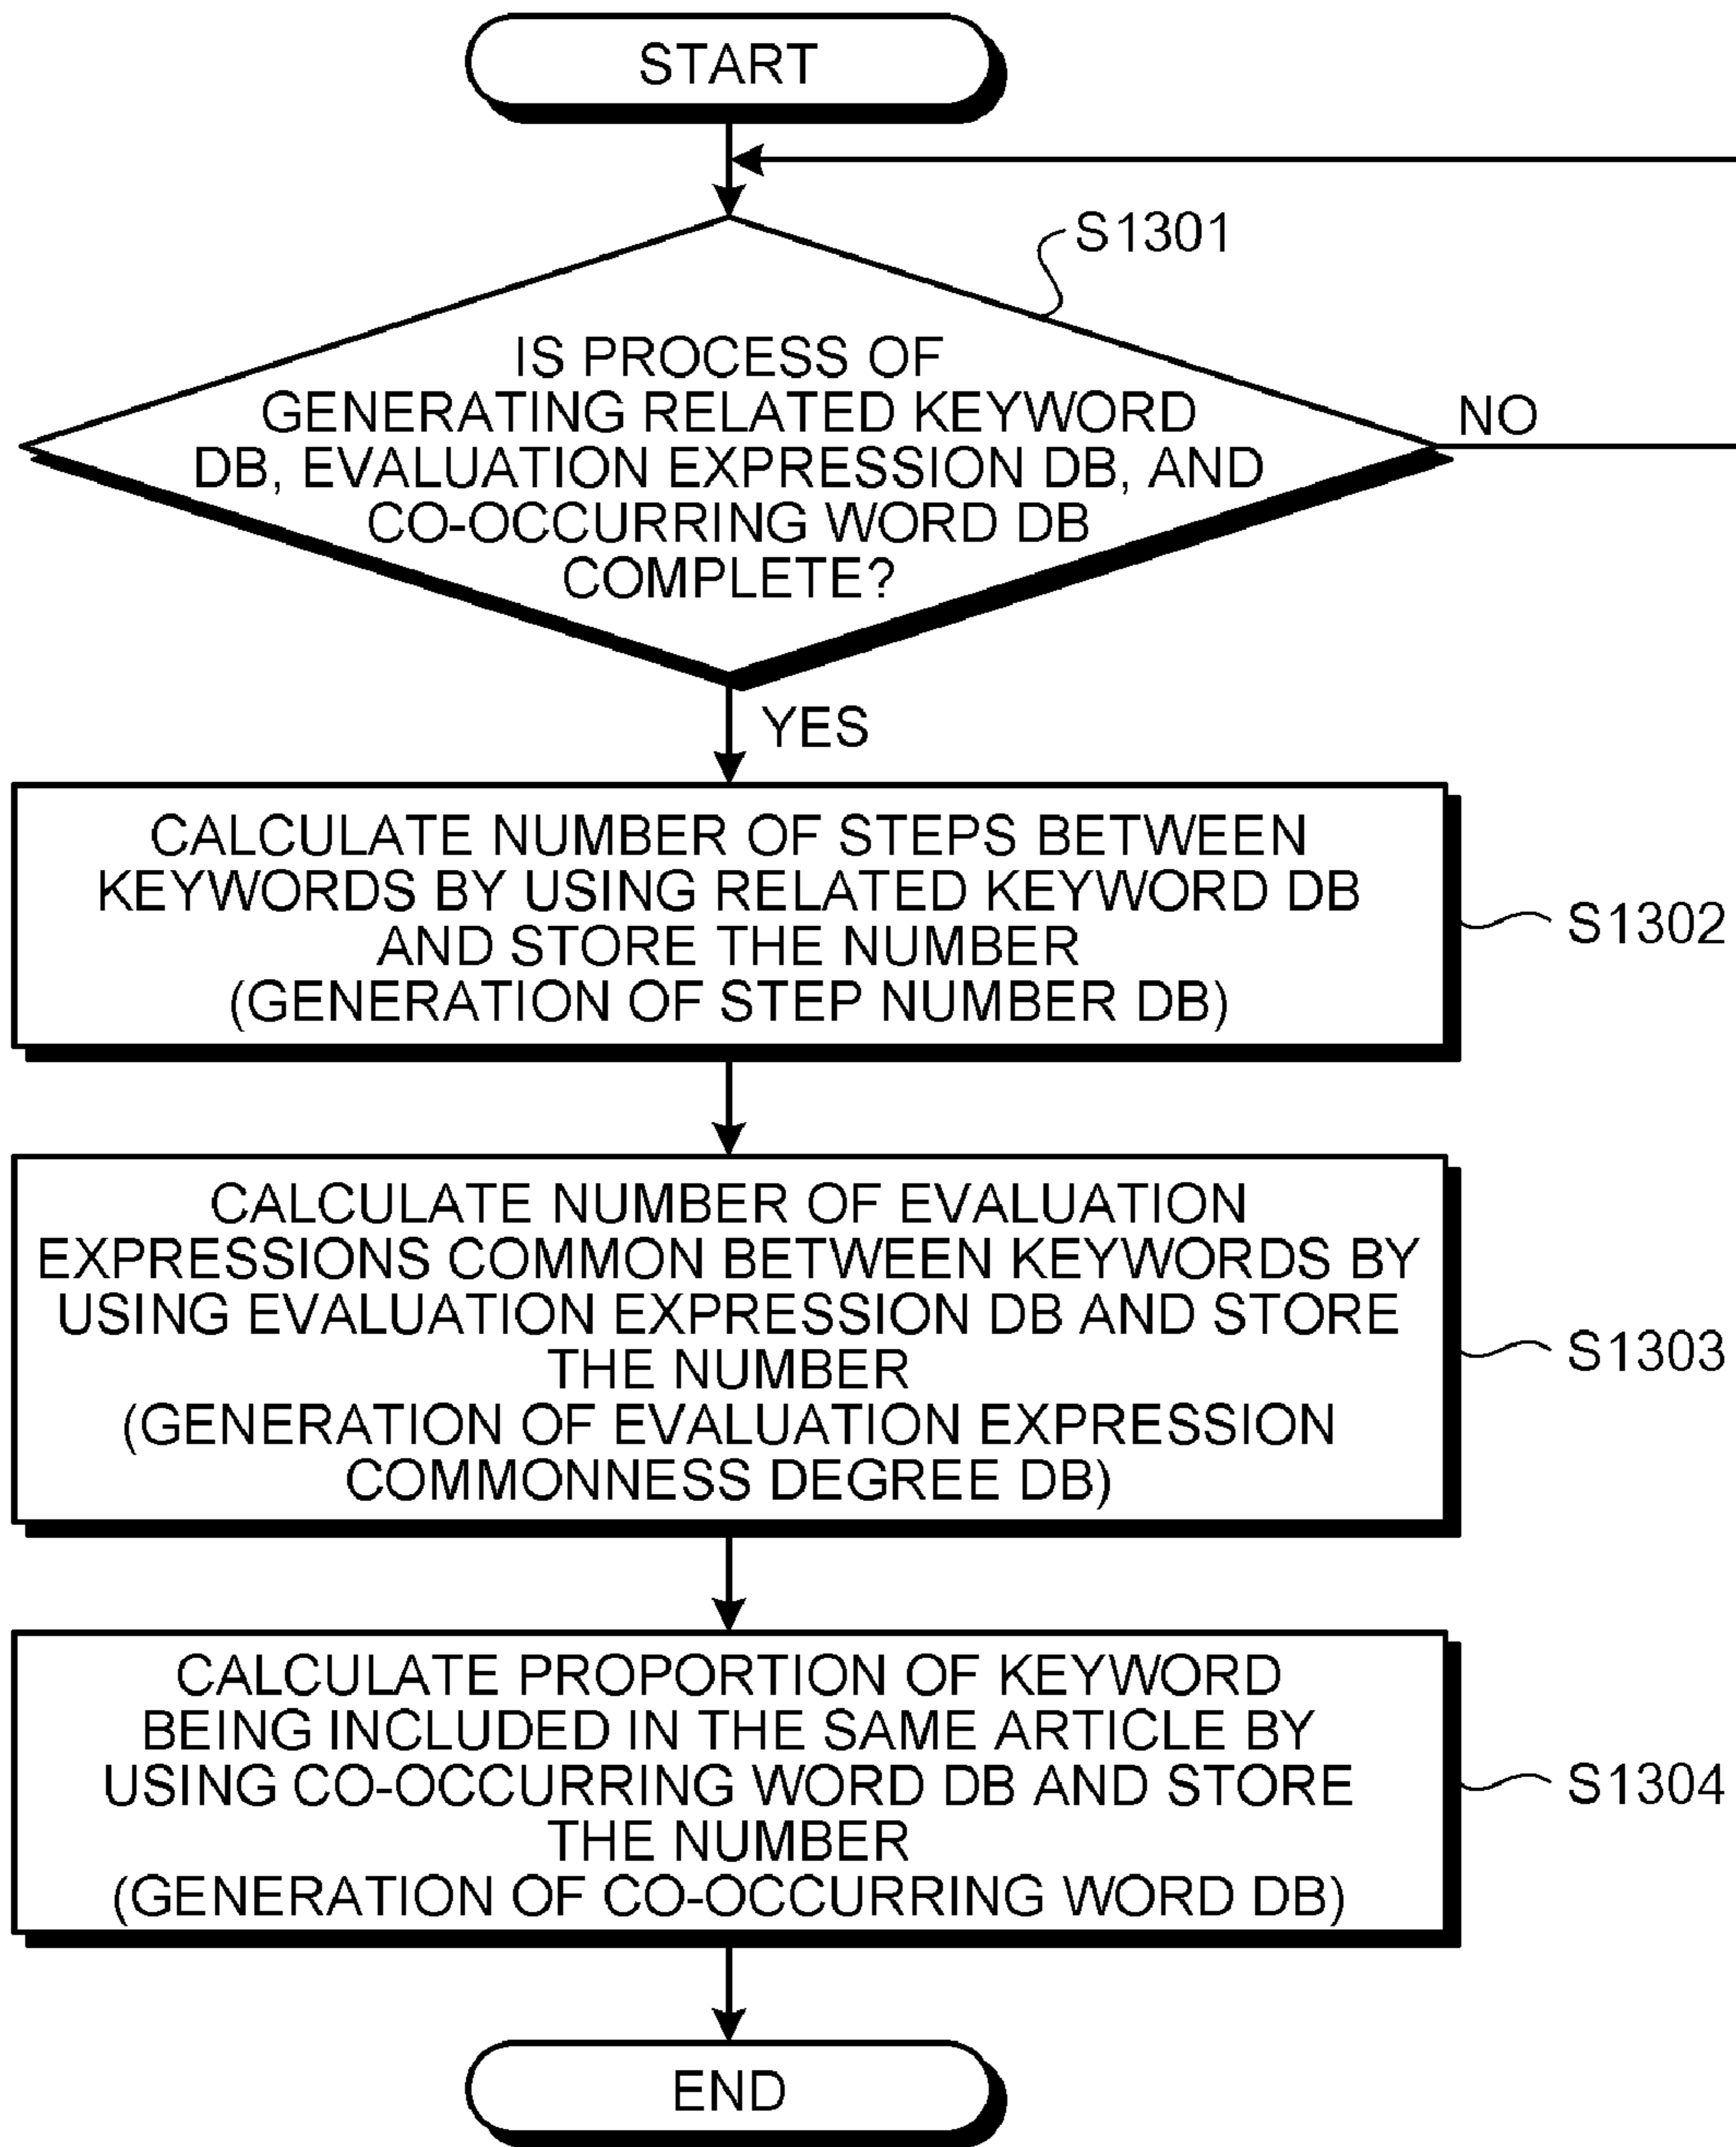 START
S1301
IS PROCESS OF
GENERATING RELATED KEYWORD
DB, EVALUATION EXPRESSION DB, AND
CO-OCCURRING WORD DB
COMPLETE?
NO
YES
CALCULATE NUMBER OF STEPS BETWEEN
KEYWORDS BY USING RELATED KEYWORD DB
AND STORE THE NUMBER
(GENERATION OF STEP NUMBER DB)
S1302
CALCULATE NUMBER OF EVALUATION
EXPRESSIONS COMMON BETWEEN KEYWORDS BY
USING EVALUATION EXPRESSION DB AND STORE
THE NUMBER
(GENERATION OF EVALUATION EXPRESSION
COMMONNESS DEGREE DB)
S1303
CALCULATE PROPORTION OF KEYWORD
BEING INCLUDED IN THE SAME ARTICLE BY
USING CO-OCCURRING WORD DB AND STORE
THE NUMBER
(GENERATION OF CO-OCCURRING WORD DB)
S1304
END